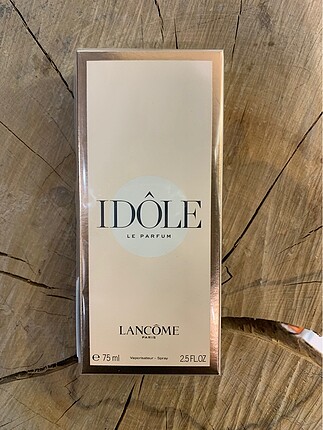 IDÔLE
LE PARFUM
LANCÔME
PARIS
e 75 ml Vaporisateur - Spray 2.5 FL.OZ